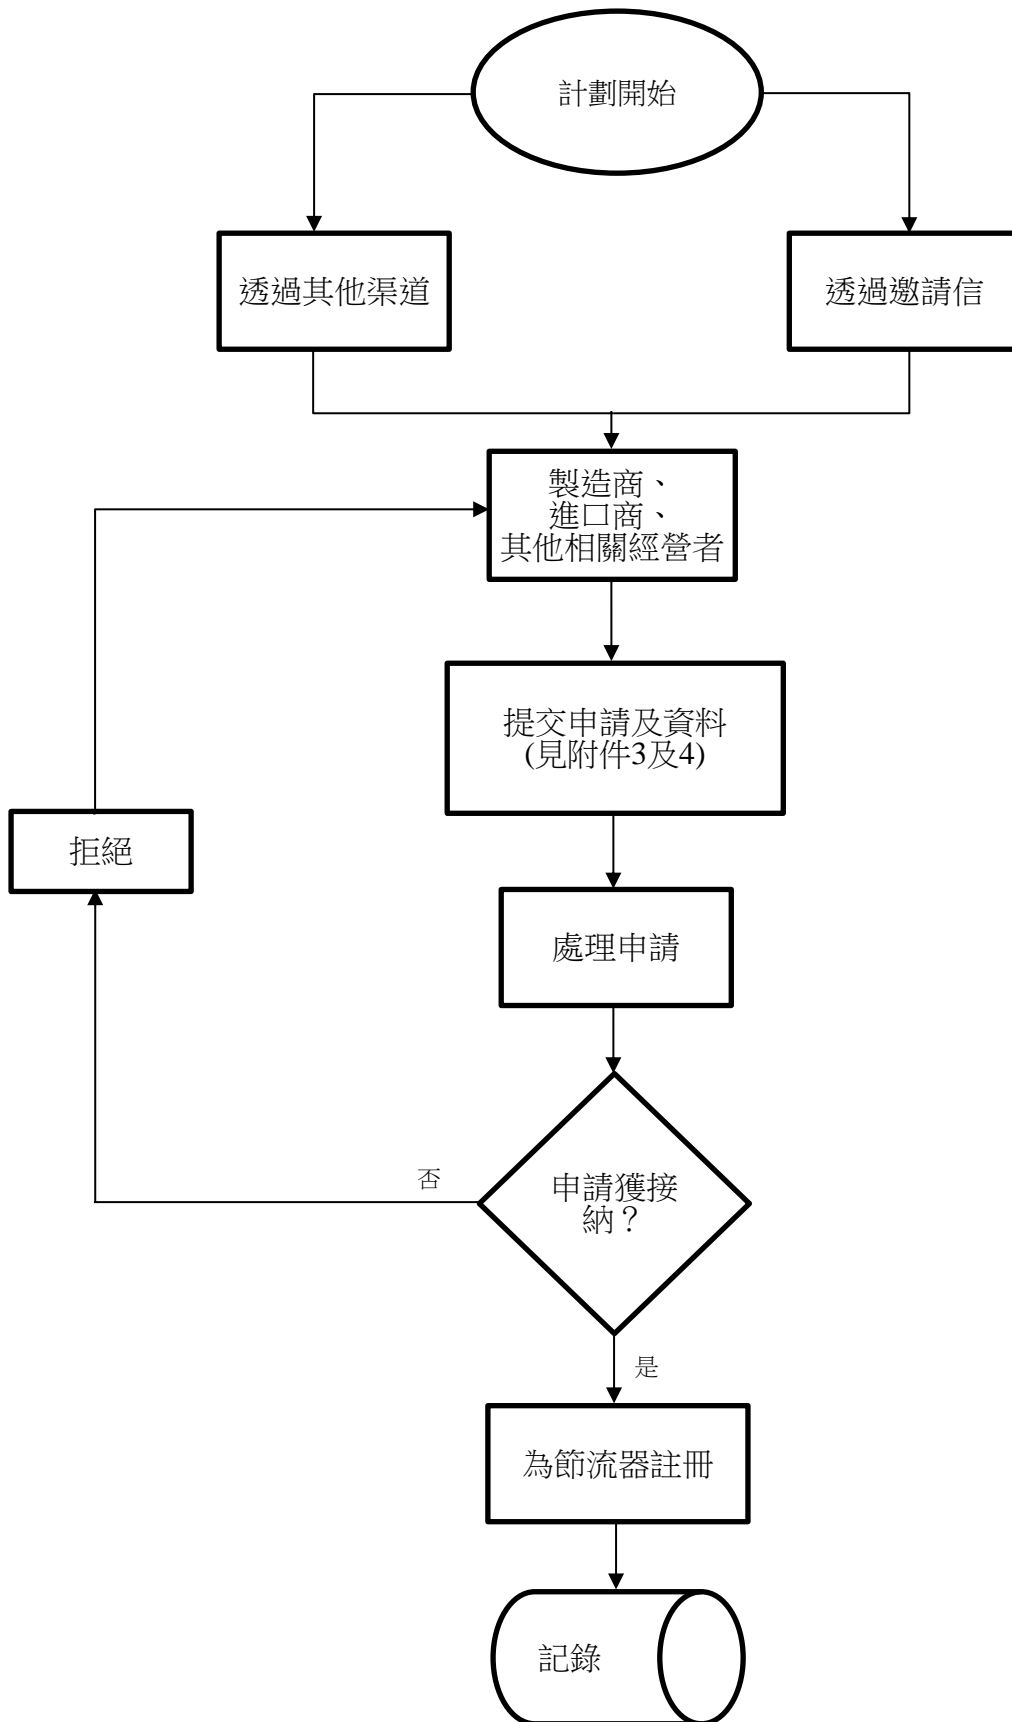 計劃開始
透過其他渠道
透過邀請信
製造商、
進口商、
其他相關經營者
提交申請及資料
(見附件3及4)
拒絕
處理申請
否
申請獲接
納？
是
為節流器註冊
記錄